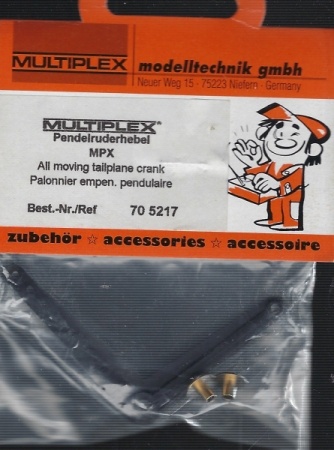 MULTIPLEX
modelltechnik gmbh
Neuer Weg 15 - 75223 Niefern - Germany
MULTIPLEX®
Pendelruderhebel
MPX
All moving tailplane crank
Palonnier empen. pendulaire
Best.-Nr./Ref 70 5217
zubehör ☆ accessories ☆ accessoire